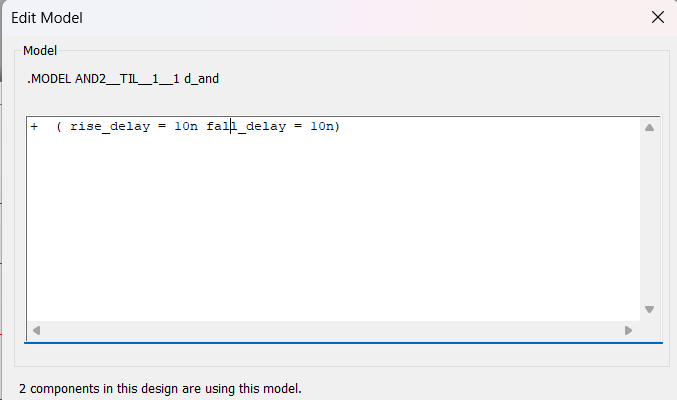 Edit Model
Model
.MODEL AND2__TIL__1__1 d_and
+ ( rise_delay = 10n fall_delay = 10n)
2 components in this design are using this model.